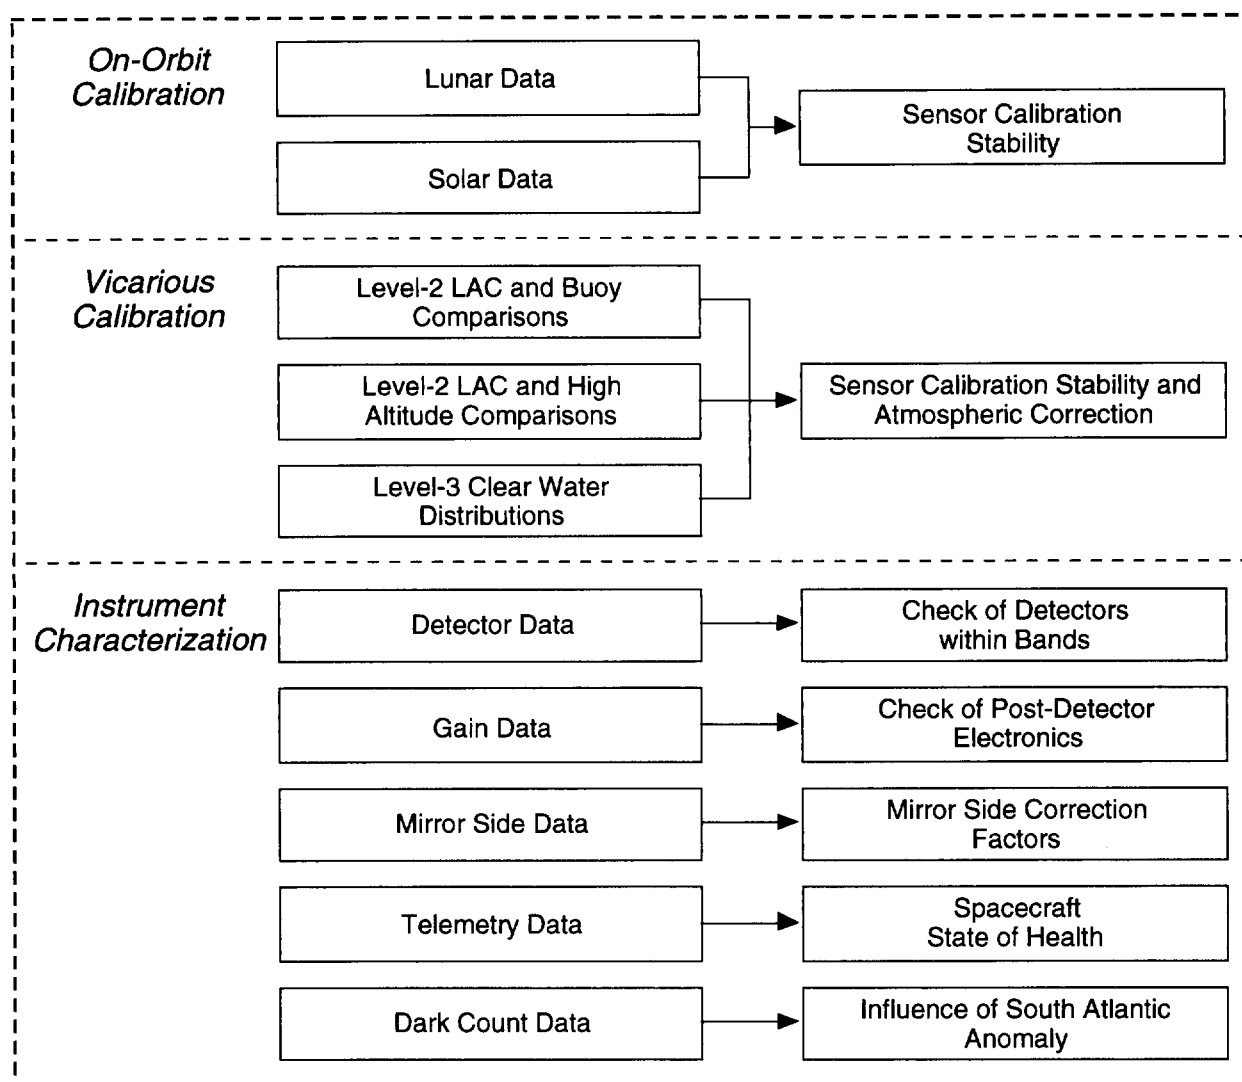 On-Orbit
Calibration
Lunar Data
Solar Data
Sensor Calibration
Stability
Vicarious
Calibration
Level-2 LAC and Buoy
Comparisons
Level-2 LAC and High
Altitude Comparisons
Level-3 Clear Water
Distributions
Sensor Calibration Stability and
Atmospheric Correction
Instrument
Characterization
Detector Data
Check of Detectors
within Bands
Gain Data
Check of Post-Detector
Electronics
Mirror Side Data
Mirror Side Correction
Factors
Telemetry Data
Spacecraft
State of Health
Dark Count Data
Influence of South Atlantic
Anomaly